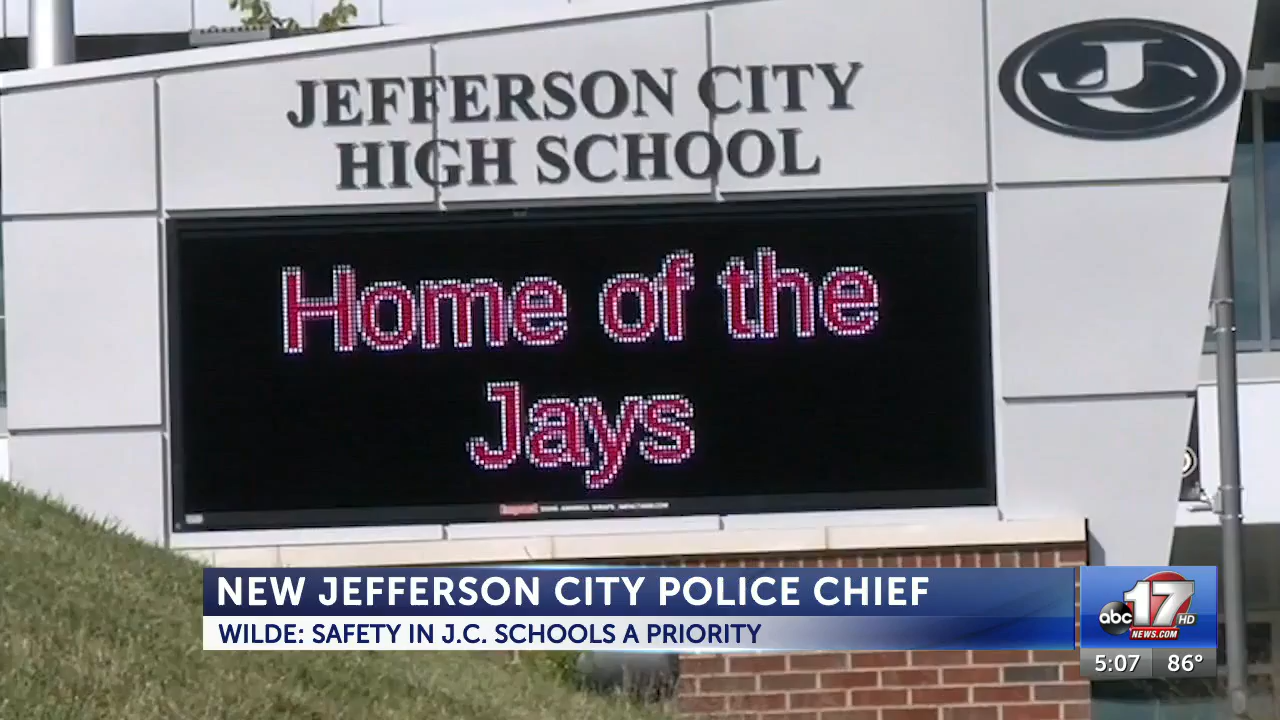 JEFFERSON CITY
HIGH SCHOOL
JC
Home of the
Jays
NEW JEFFERSON CITY POLICE CHIEF
WILDE: SAFETY IN J.C. SCHOOLS A PRIORITY
abc 17 HD
NEWS.COM
5:07 86°